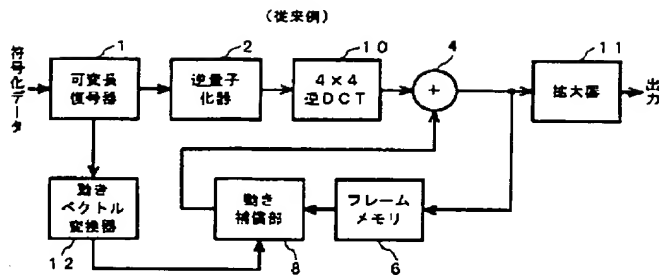 （従来例）
符号化データ
1
可変長
復号器
2
逆量子
化器
10
4×4
逆DCT
4
+
11
拡大器
出力
動き
ベクトル
変換器
12
動き
補償部
8
フレーム
メモリ
6